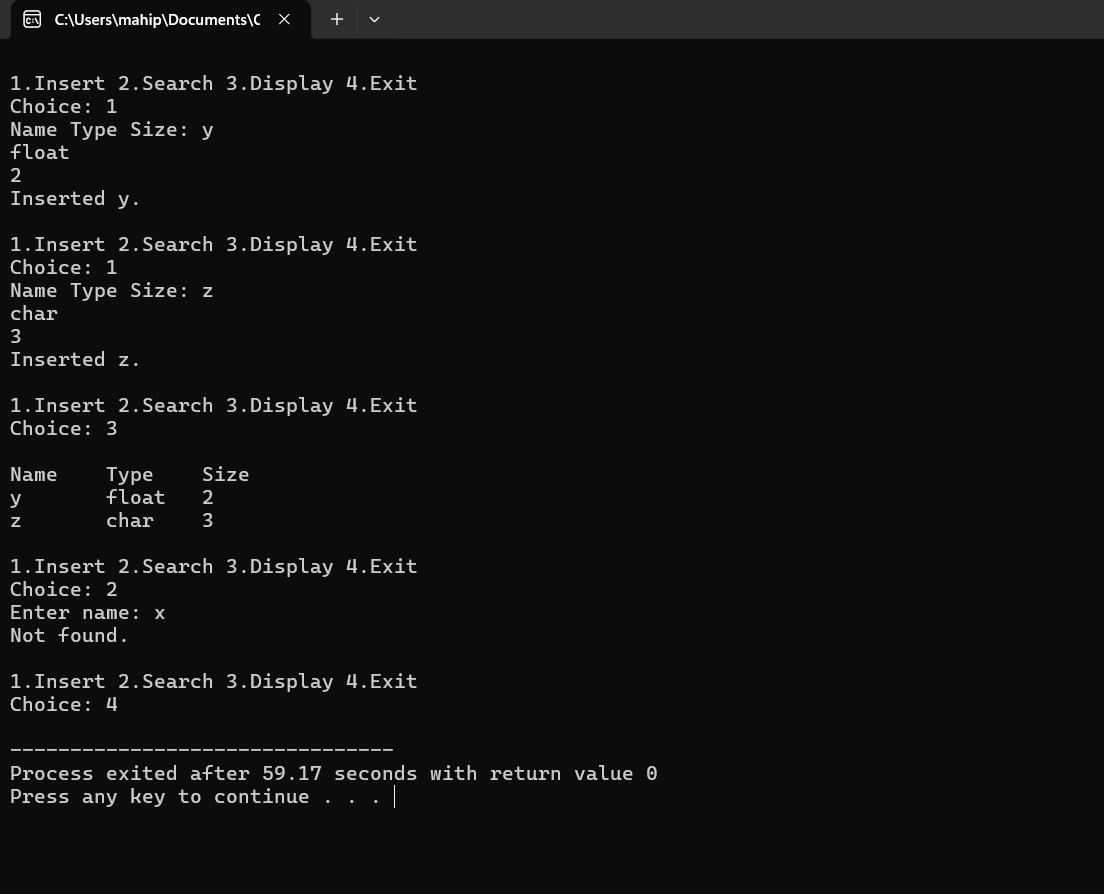 C:\Users\mahip\Documents\C
1.Insert 2.Search 3.Display 4.Exit
Choice: 1
Name Type Size: y
float
2
Inserted y.
1.Insert 2.Search 3.Display 4.Exit
Choice: 1
Name Type Size: z
char
3
Inserted z.
1.Insert 2.Search 3.Display 4.Exit
Choice: 3
Name    Type    Size
y       float   2
z       char    3
1.Insert 2.Search 3.Display 4.Exit
Choice: 2
Enter name: x
Not found.
1.Insert 2.Search 3.Display 4.Exit
Choice: 4
--------------------------------
Process exited after 59.17 seconds with return value 0
Press any key to continue . . .